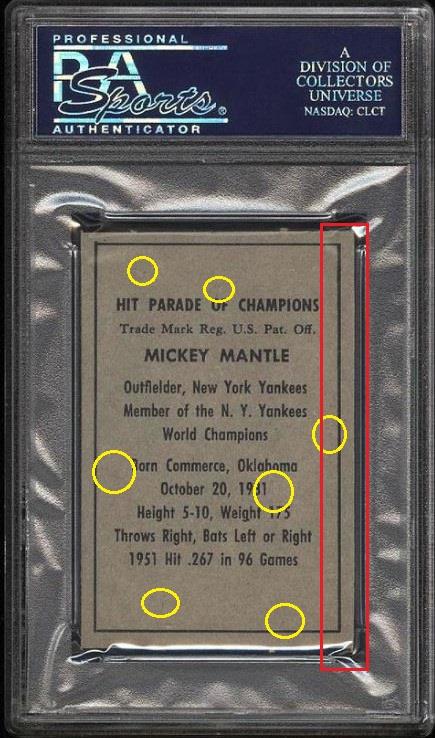 PROFESSIONAL
PSA
Sports®
AUTHENTICATOR
A
DIVISION OF
COLLECTORS
UNIVERSE
NASDAQ: CLCT
HIT PARADE OF CHAMPIONS
Trade Mark Reg. U.S. Pat. Off.
MICKEY MANTLE
Outfielder, New York Yankees
Member of the N. Y. Yankees
World Champions
Born Commerce, Oklahoma
October 20, 1931
Height 5-10, Weight 175
Throws Right, Bats Left or Right
1951 Hit .267 in 96 Games